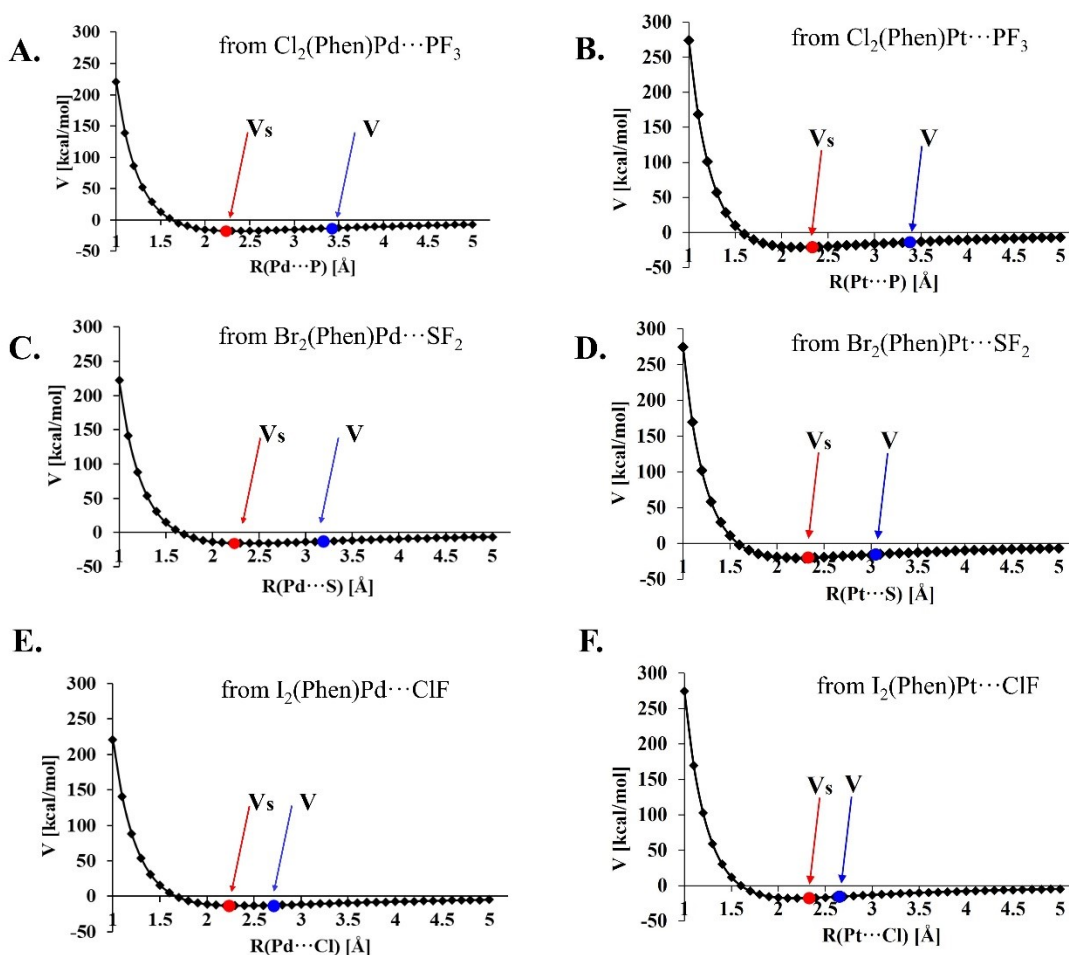 A.
from Cl₂(Phen)Pd···PF₃
300
250
200
150
100
50
0
-50
V [kcal/mol]
Vs
V
1 1.5 2 2.5 3 3.5 4 4.5 5
R(Pd···P) [Å]
B.
from Cl₂(Phen)Pt···PF₃
300
250
200
150
100
50
0
-50
V [kcal/mol]
Vs
V
1 1.5 2 2.5 3 3.5 4 4.5 5
R(Pt···P) [Å]
C.
from Br₂(Phen)Pd···SF₂
300
250
200
150
100
50
0
-50
V [kcal/mol]
Vs
V
1 1.5 2 2.5 3 3.5 4 4.5 5
R(Pd···S) [Å]
D.
from Br₂(Phen)Pt···SF₂
300
250
200
150
100
50
0
-50
V [kcal/mol]
Vs
V
1 1.5 2 2.5 3 3.5 4 4.5 5
R(Pt···S) [Å]
E.
from I₂(Phen)Pd···ClF
300
250
200
150
100
50
0
-50
V [kcal/mol]
Vs
V
1 1.5 2 2.5 3 3.5 4 4.5 5
R(Pd···Cl) [Å]
F.
from I₂(Phen)Pt···ClF
300
250
200
150
100
50
0
-50
V [kcal/mol]
Vs
V
1 1.5 2 2.5 3 3.5 4 4.5 5
R(Pt···Cl) [Å]